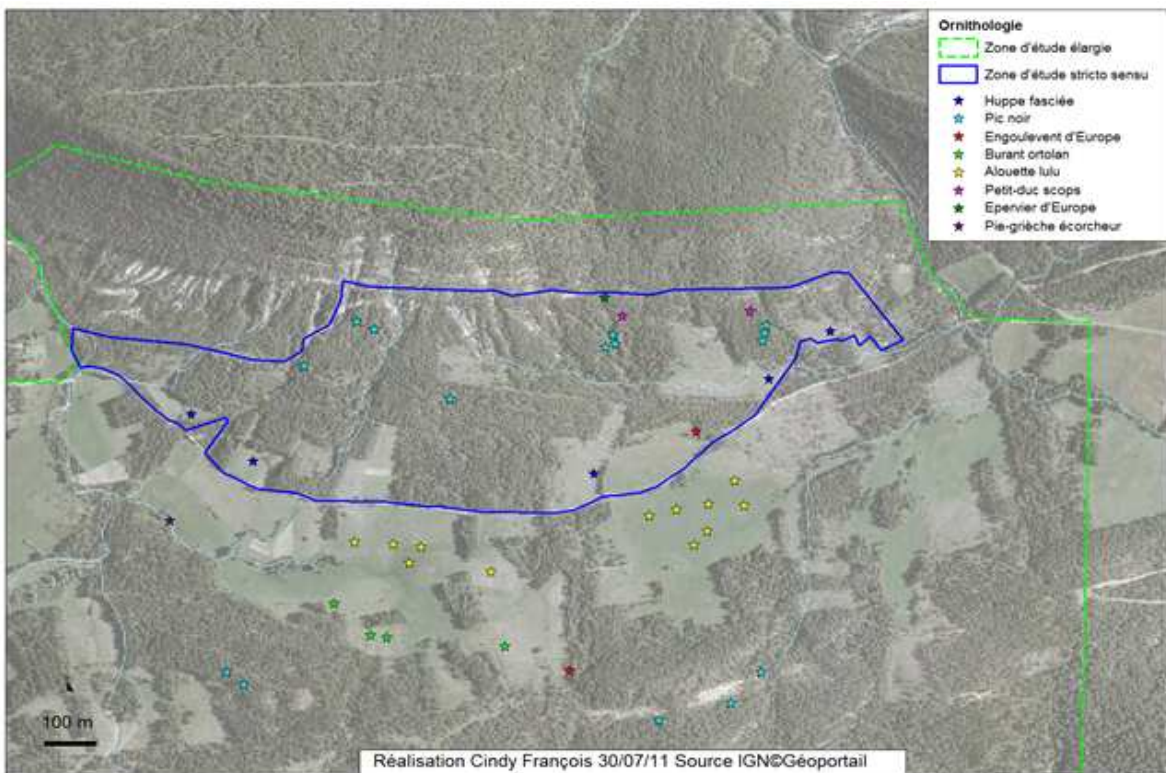 Ornithologie
Zone d'étude élargie
Zone d'étude stricto sensu
Huppe fasciée
Pic noir
Engoulevent d'Europe
Burant ortolan
Alouette lulu
Petit-duc scops
Epervier d'Europe
Pie-grièche écorcheur
100 m
Réalisation Cindy François 30/07/11 Source IGN©Géoportail